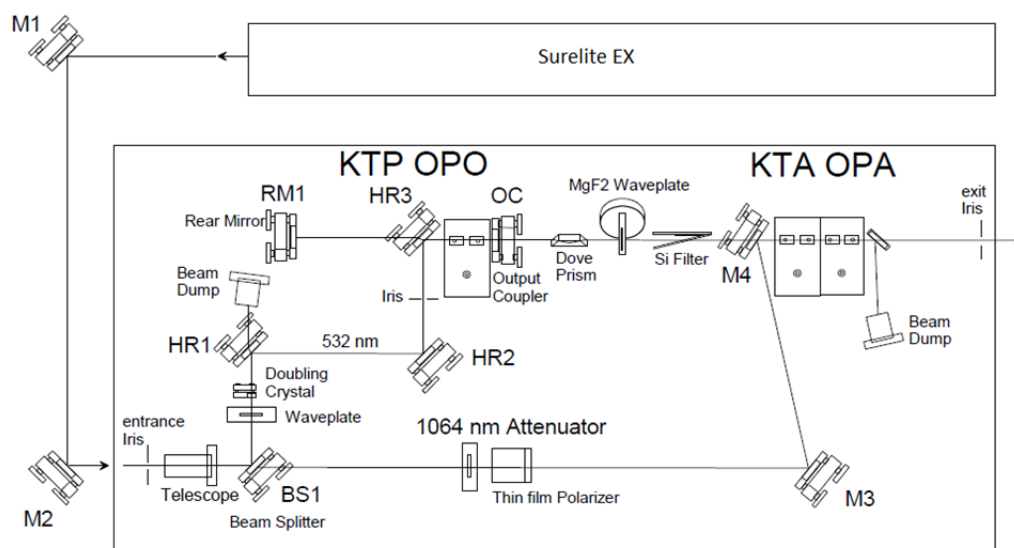 M1
Surelite EX
KTP OPO
KTA OPA
RM1
HR3
OC
MgF2 Waveplate
exit
Iris
Rear Mirror
Beam
Dump
Iris
Output
Coupler
Dove
Prism
Si Filter
M4
HR1
532 nm
HR2
Beam
Dump
Doubling
Crystal
Waveplate
entrance
Iris
1064 nm Attenuator
M2
Telescope
BS1
Beam Splitter
Thin film Polarizer
M3